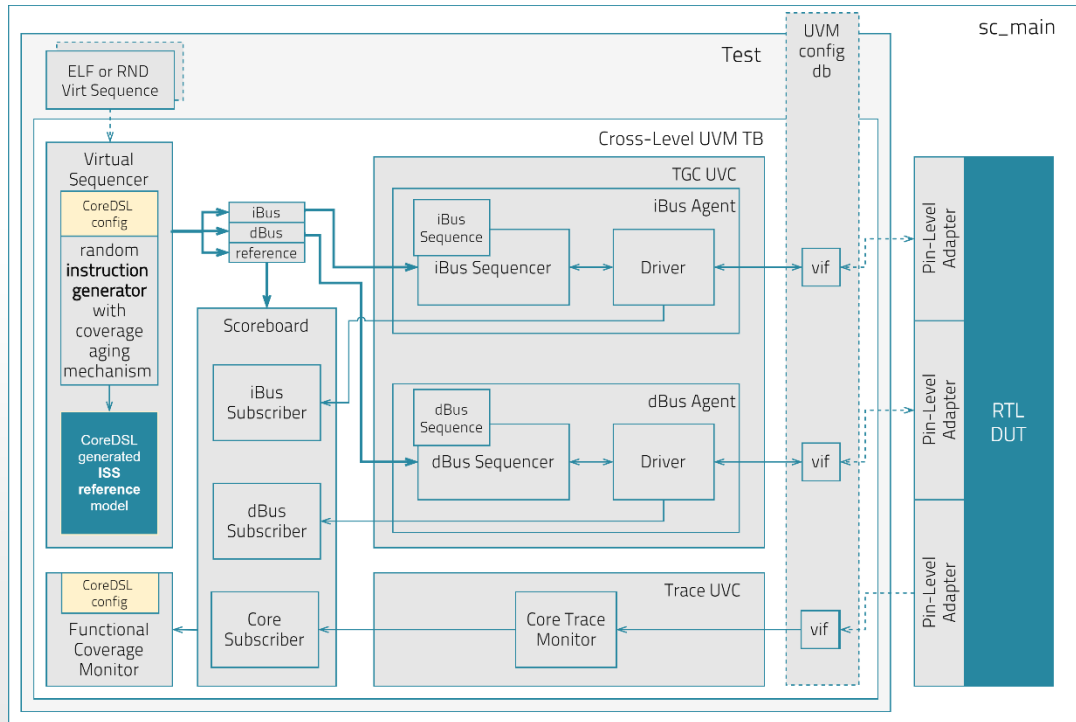 sc_main
UVM
config
db
Test
ELF or RND
Virt Sequence
Cross-Level UVM TB
Virtual
Sequencer
CoreDSL
config
random
instruction
generator
with
coverage
aging
mechanism
CoreDSL
generated
ISS
reference
model
iBus
dBus
reference
TGC UVC
iBus Agent
iBus
Sequence
iBus Sequencer
Driver
vif
Pin-Level
Adapter
Scoreboard
iBus
Subscriber
dBus Agent
dBus
Sequence
dBus Sequencer
Driver
vif
Pin-Level
Adapter
RTL
DUT
dBus
Subscriber
CoreDSL
config
Functional
Coverage
Monitor
Core
Subscriber
Trace UVC
Core Trace
Monitor
vif
Pin-Level
Adapter